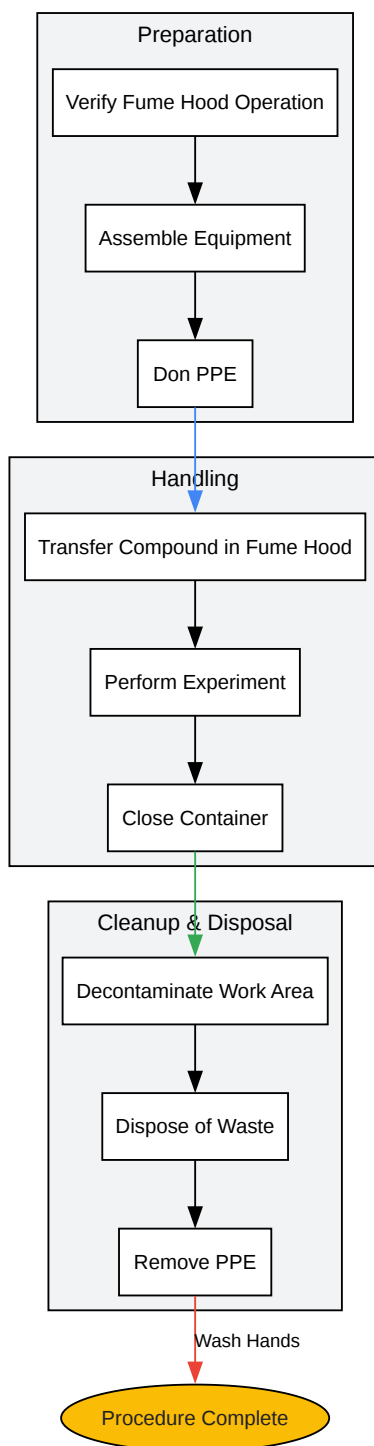 Preparation
Verify Fume Hood Operation
Assemble Equipment
Don PPE
Handling
Transfer Compound in Fume Hood
Perform Experiment
Close Container
Cleanup & Disposal
Decontaminate Work Area
Dispose of Waste
Remove PPE
Wash Hands
Procedure Complete